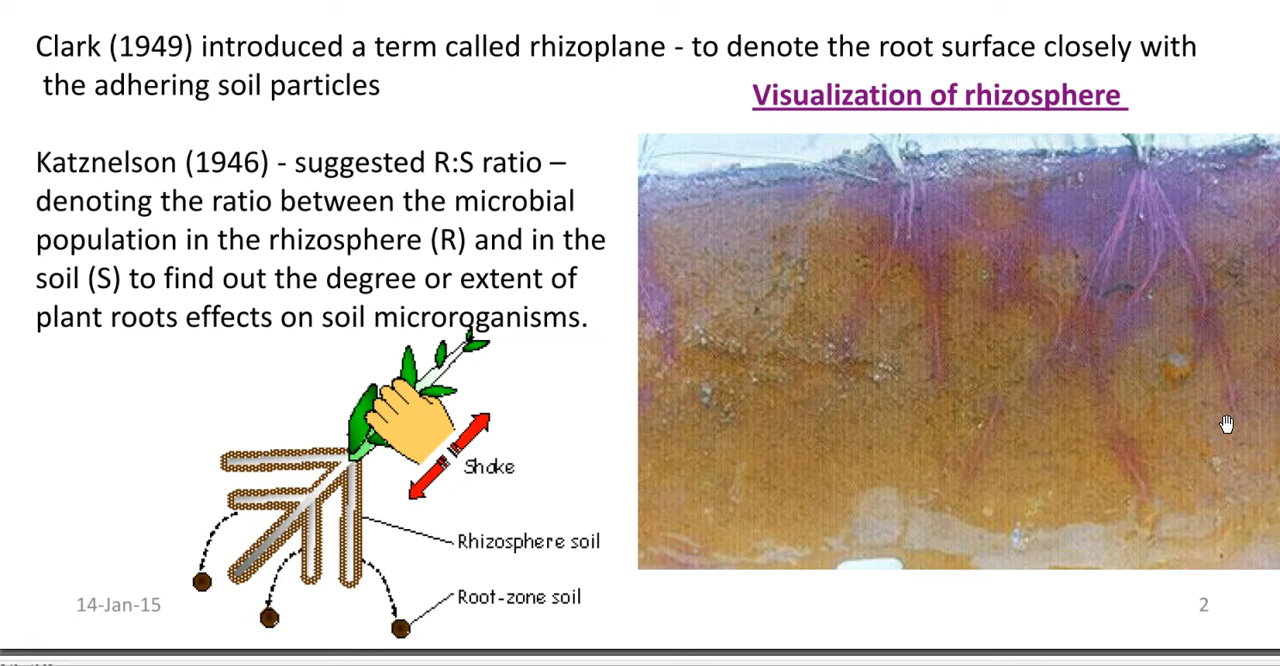 Clark (1949) introduced a term called rhizoplane - to denote the root surface closely with
the adhering soil particles
Visualization of rhizosphere
Katznelson (1946) - suggested R:S ratio –
denoting the ratio between the microbial
population in the rhizosphere (R) and in the
soil (S) to find out the degree or extent of
plant roots effects on soil microroganisms.
Shake
Rhizosphere soil
Root-zone soil
14-Jan-15
2